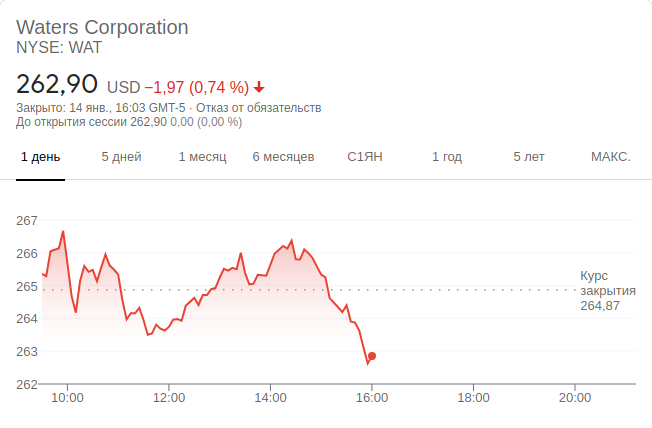 Waters Corporation
NYSE: WAT
262,90 USD −1,97 (0,74 %)
Закрыто: 14 янв., 16:03 GMT-5 · Отказ от обязательств
До открытия сессии 262,90 0,00 (0,00 %)
1 день 5 дней 1 месяц 6 месяцев С1ЯН 1 год 5 лет МАКС.
267
266
265
264
263
262
Курс
закрытия
264,87
10:00 12:00 14:00 16:00 18:00 20:00